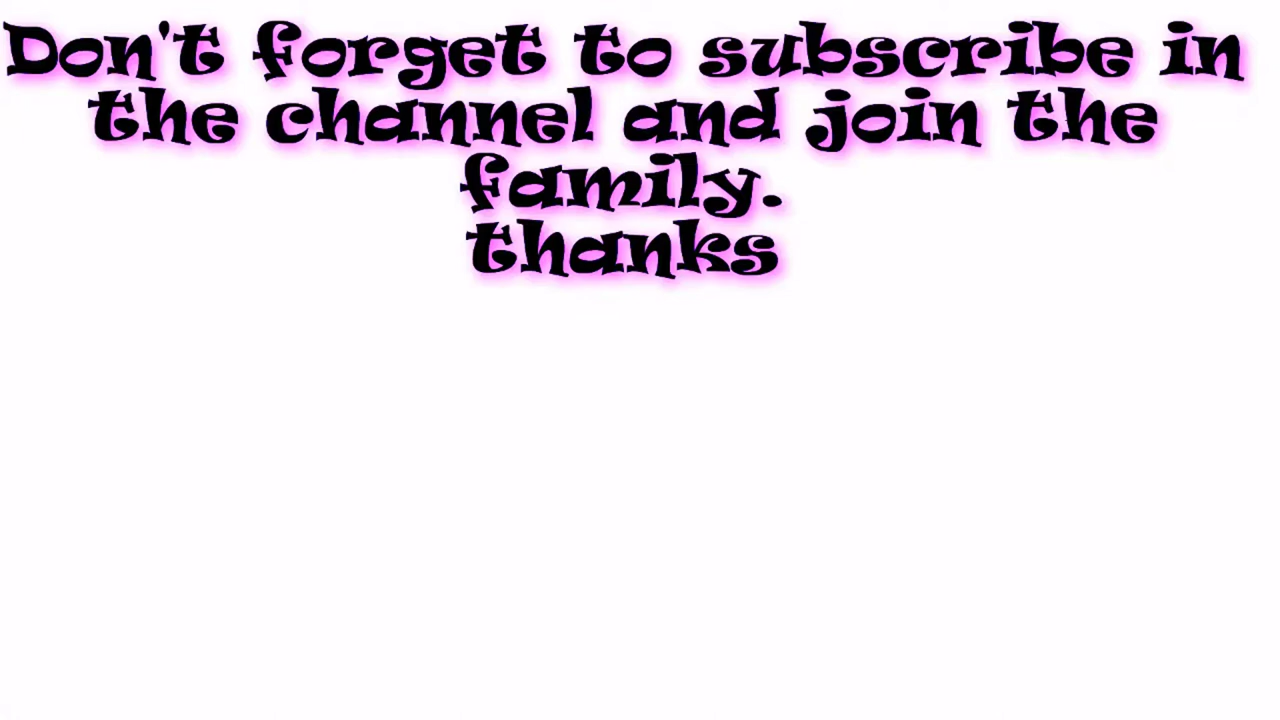 Don't forget to subscribe in
the channel and join the
family.
thanks